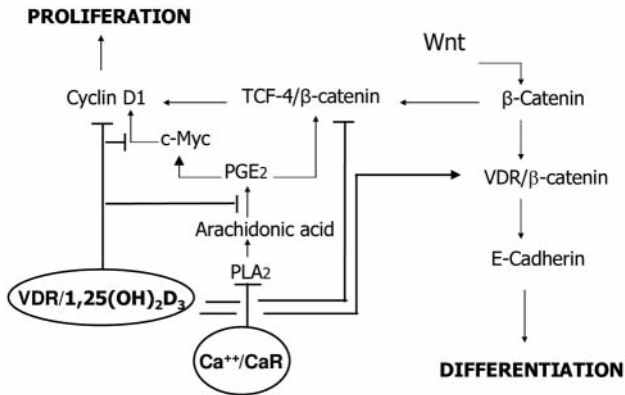 PROLIFERATION
Wnt
Cyclin D1
TCF-4/β-catenin
β-Catenin
c-Myc
PGE2
VDR/β-catenin
Arachidonic acid
E-Cadherin
PLA2
VDR/1,25(OH)₂D₃
Ca⁺⁺/CaR
DIFFERENTIATION